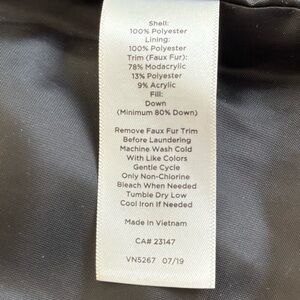 Shell:
100% Polyester
Lining:
100% Polyester
Trim (Faux Fur):
78% Modacrylic
13% Polyester
9% Acrylic
Fill:
Down
(Minimum 80% Down)
Remove Faux Fur Trim
Before Laundering
Machine Wash Cold
With Like Colors
Gentle Cycle
Only Non-Chlorine
Bleach When Needed
Tumble Dry Low
Cool Iron If Needed
Made in Vietnam
CA# 23147
VN5267 07/19